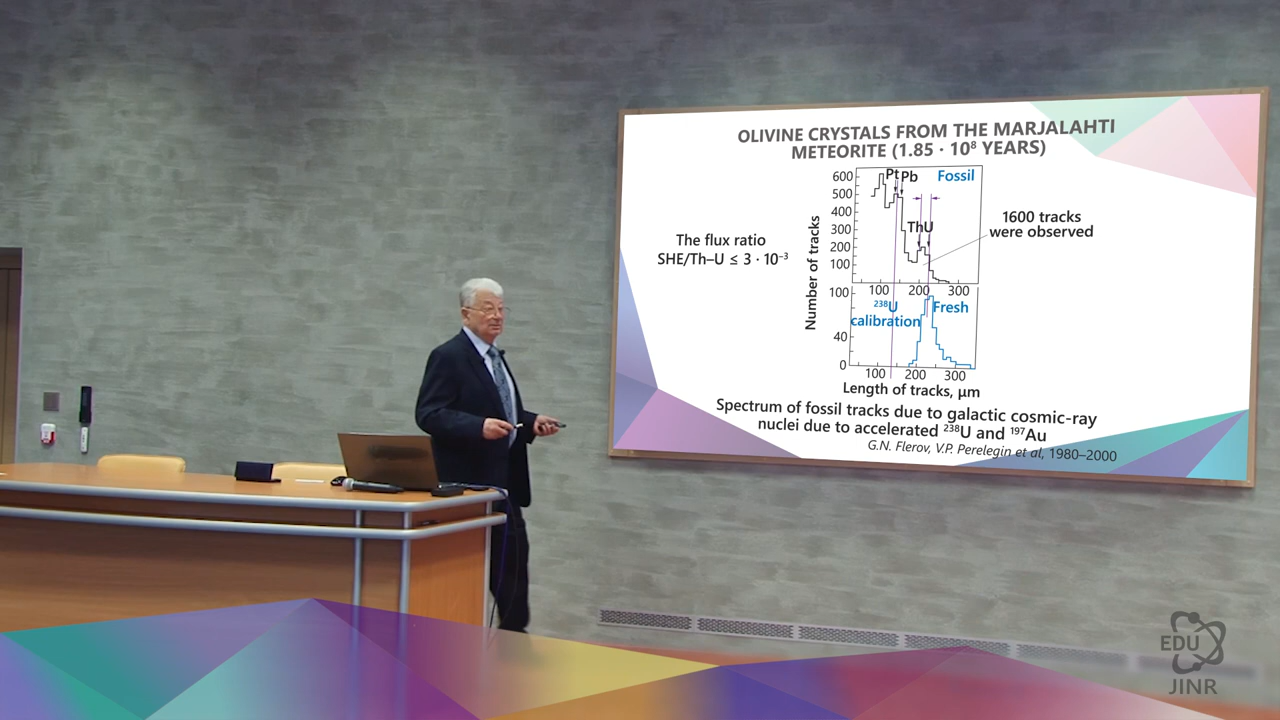 OLIVINE CRYSTALS FROM THE MARJALAHTI
METEORITE (1.85 · 10⁸ YEARS)
The flux ratio
SHE/Th–U ≤ 3 · 10⁻³
Number of tracks
600
500
400
300
200
100
Pt Pb
Fossil
ThU
1600 tracks
were observed
100 200 300
100
40
0
²³⁸U
calibration
Fresh
100 200 300
Length of tracks, μm
Spectrum of fossil tracks due to galactic cosmic-ray
nuclei due to accelerated ²³⁸U and ¹⁹⁷Au
G.N. Flerov, V.P. Perelegin et al, 1980–2000
EDU
JINR